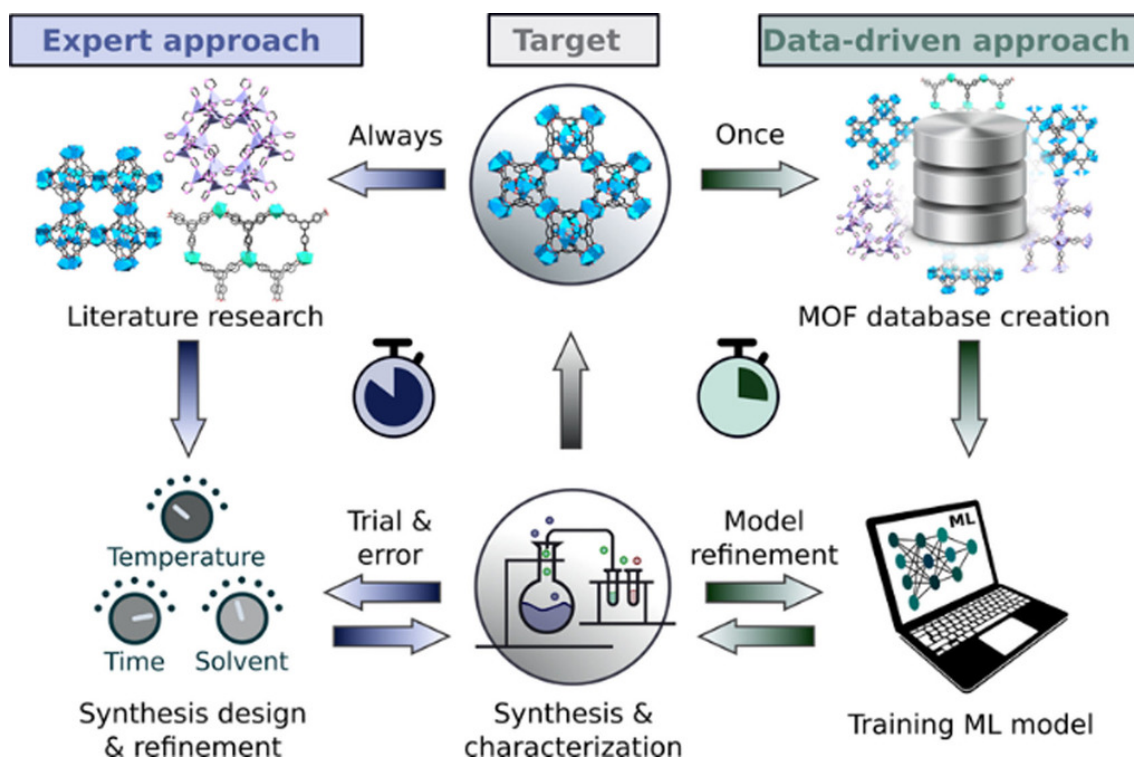 Expert approach
Target
Data-driven approach
Always
Once
Literature research
MOF database creation
Trial &
error
Model
refinement
ML
Temperature
Time
Solvent
Synthesis design
& refinement
Synthesis &
characterization
Training ML model